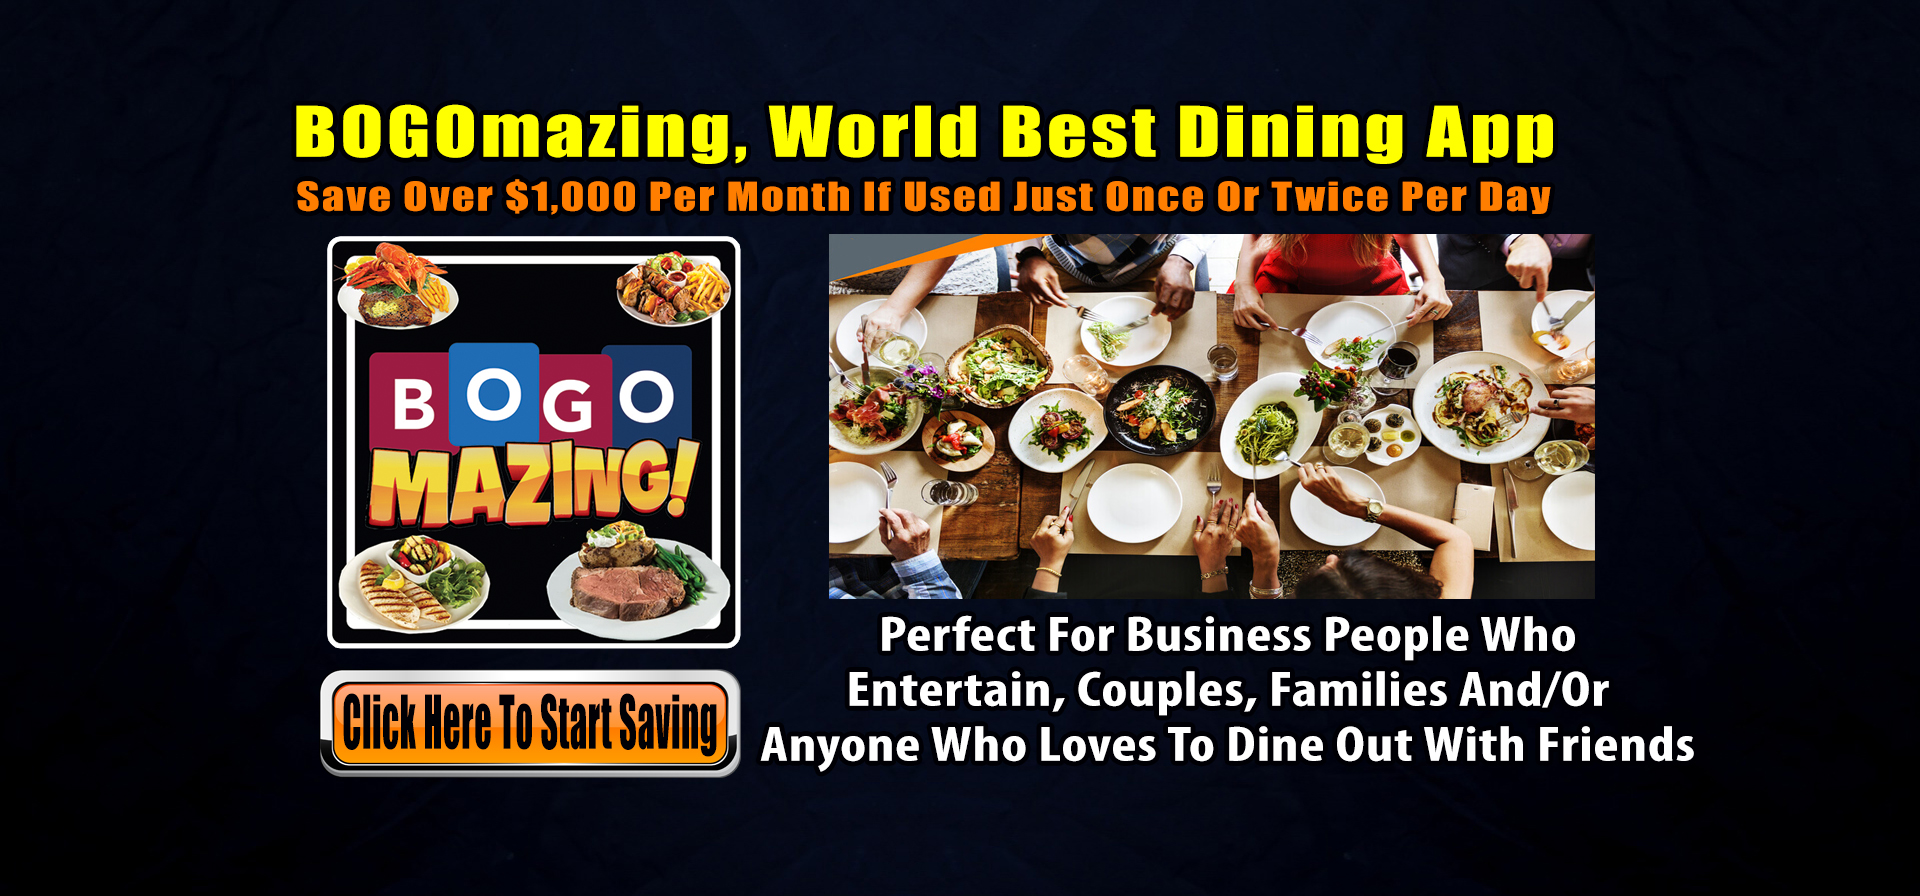 BOGOmazing, World Best Dining App
Save Over $1,000 Per Month If Used Just Once Or Twice Per Day
BOGO
MAZING!
Click Here To Start Saving
Perfect For Business People Who
Entertain, Couples, Families And/Or
Anyone Who Loves To Dine Out With Friends